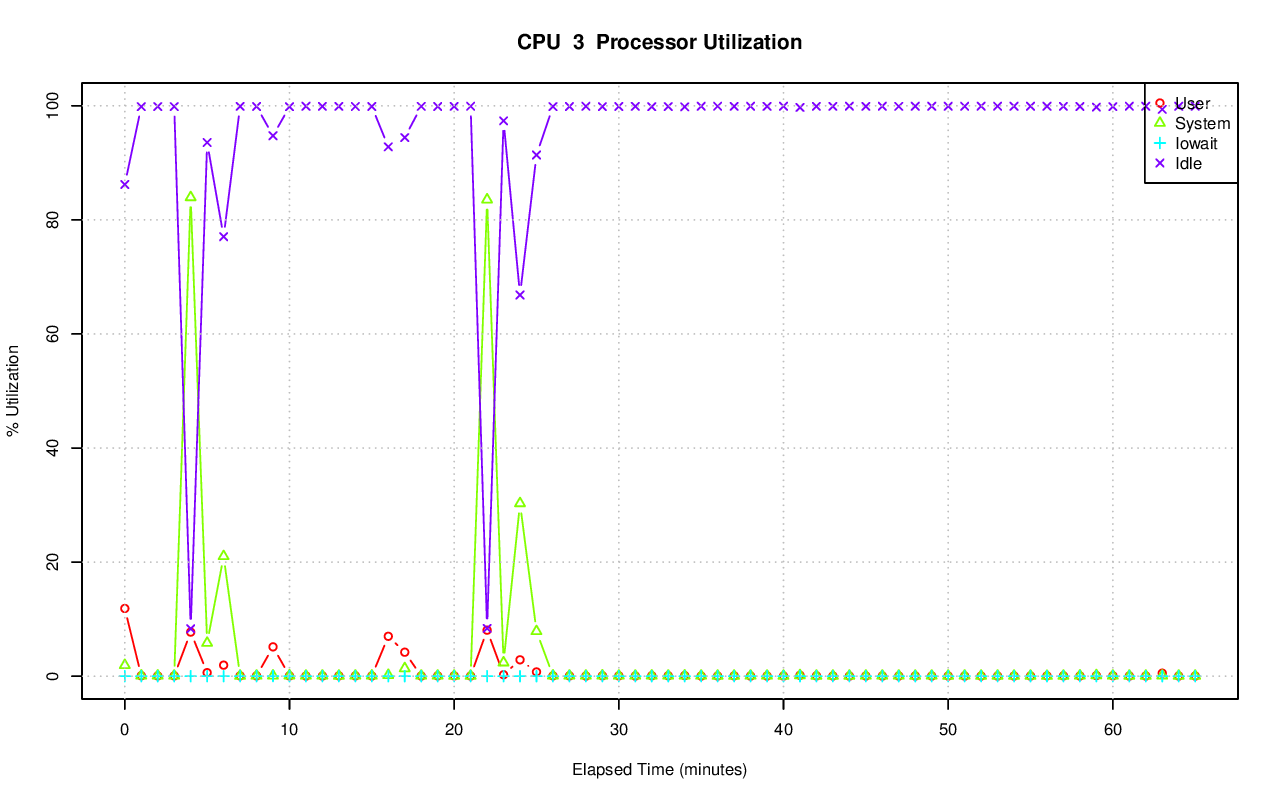 CPU 3 Processor Utilization
% Utilization
100
80
60
40
20
0
User
System
Iowait
Idle
0 10 20 30 40 50 60
Elapsed Time (minutes)